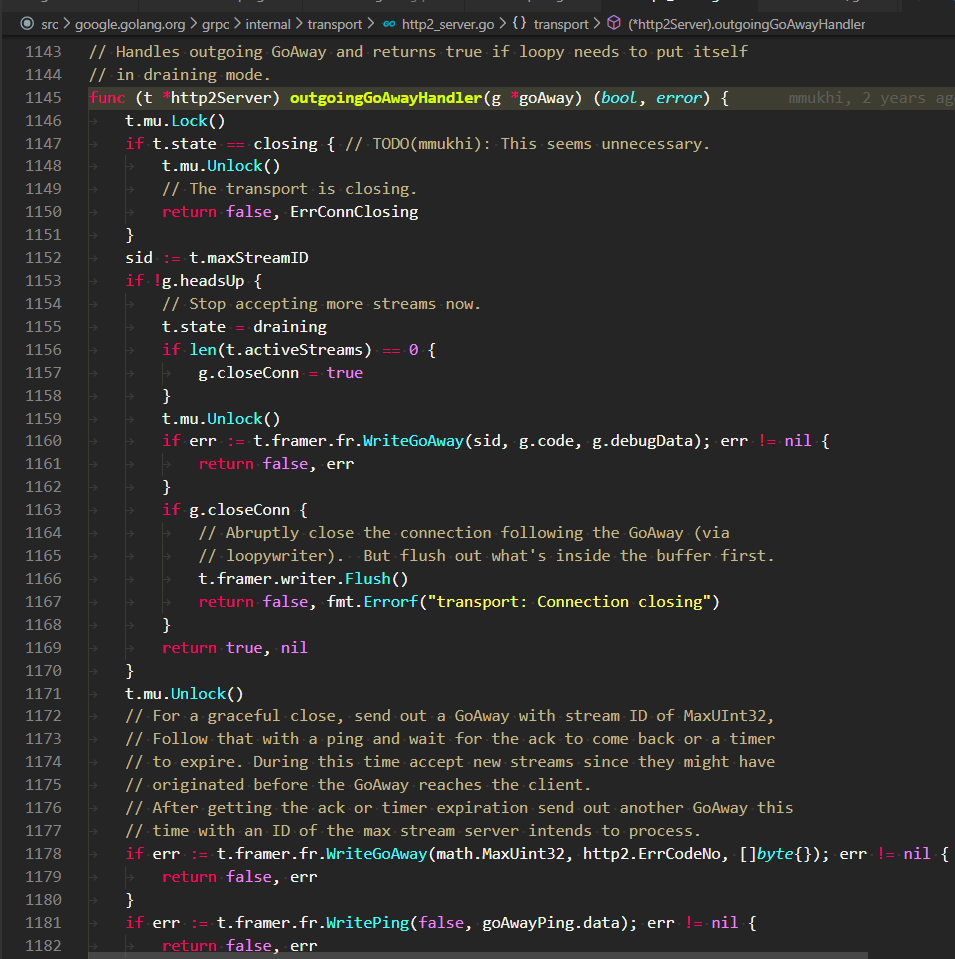 src > google.golang.org > grpc > internal > transport > http2_server.go > {} transport > (*http2Server).outgoingGoAwayHandler
1143 // Handles outgoing GoAway and returns true if loopy needs to put itself
1144 // in draining mode.
1145 func (t *http2Server) outgoingGoAwayHandler(g *goAway) (bool, error) { mmukhi, 2 years ag
1146 t.mu.Lock()
1147 if t.state == closing { // TODO(mmukhi): This seems unnecessary.
1148 t.mu.Unlock()
1149 // The transport is closing.
1150 return false, ErrConnClosing
1151 }
1152 sid := t.maxStreamID
1153 if !g.headsUp {
1154 // Stop accepting more streams now.
1155 t.state = draining
1156 if len(t.activeStreams) == 0 {
1157 g.closeConn = true
1158 }
1159 t.mu.Unlock()
1160 if err := t.framer.fr.WriteGoAway(sid, g.code, g.debugData); err != nil {
1161 return false, err
1162 }
1163 if g.closeConn {
1164 // Abruptly close the connection following the GoAway (via
1165 // loopywriter).  But flush out what's inside the buffer first.
1166 t.framer.writer.Flush()
1167 return false, fmt.Errorf("transport: Connection closing")
1168 }
1169 return true, nil
1170 }
1171 t.mu.Unlock()
1172 // For a graceful close, send out a GoAway with stream ID of MaxUInt32,
1173 // Follow that with a ping and wait for the ack to come back or a timer
1174 // to expire. During this time accept new streams since they might have
1175 // originated before the GoAway reaches the client.
1176 // After getting the ack or timer expiration send out another GoAway this
1177 // time with an ID of the max stream server intends to process.
1178 if err := t.framer.fr.WriteGoAway(math.MaxUint32, http2.ErrCodeNo, []byte{}); err != nil {
1179 return false, err
1180 }
1181 if err := t.framer.fr.WritePing(false, goAwayPing.data); err != nil {
1182 return false, err